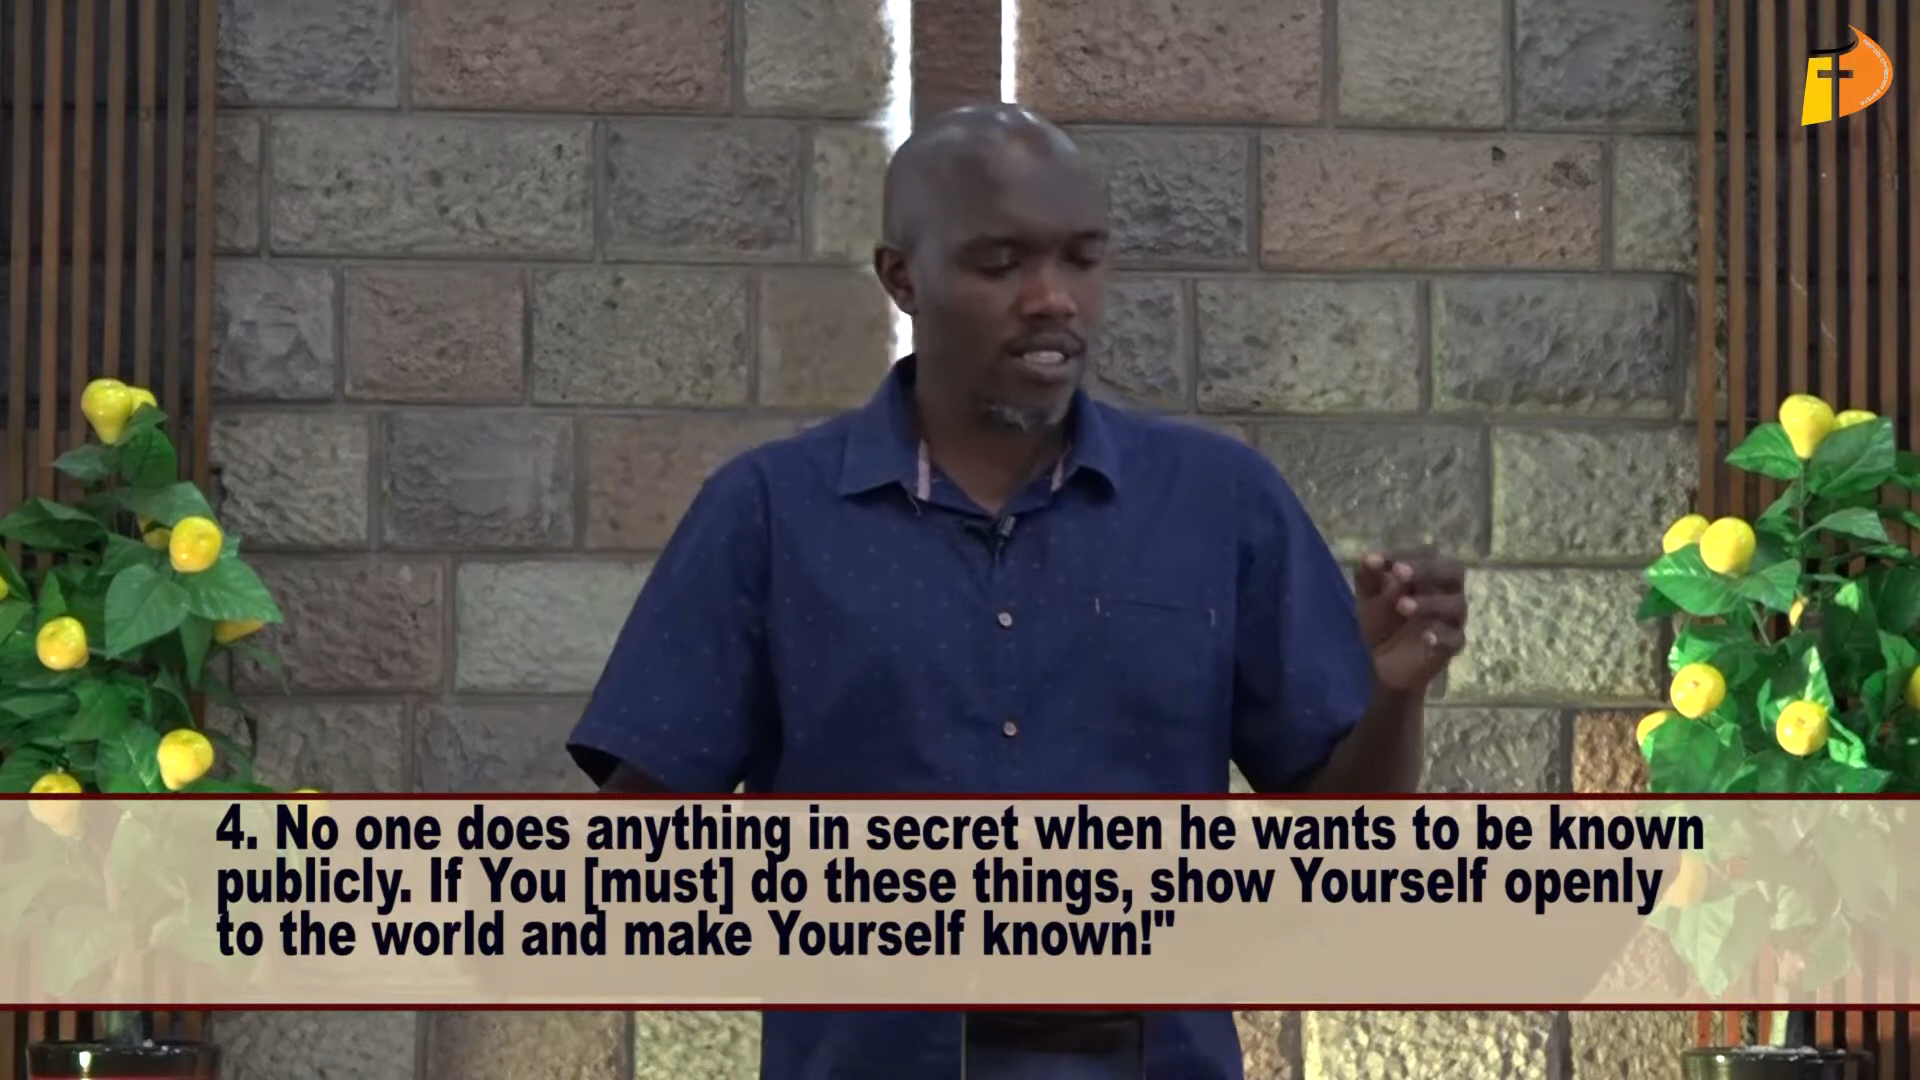 4. No one does anything in secret when he wants to be known
publicly. If You [must] do these things, show Yourself openly
to the world and make Yourself known!"